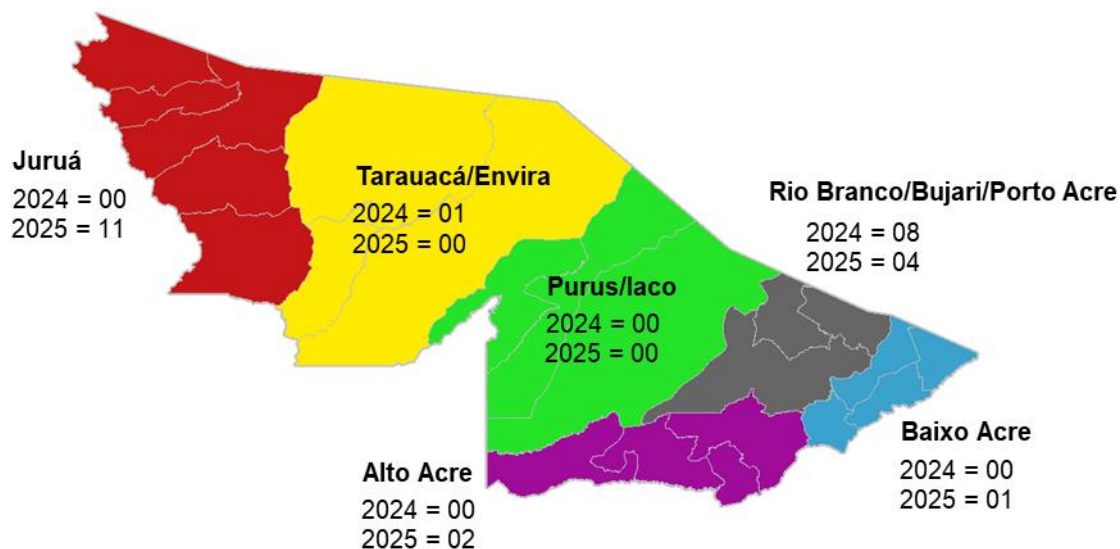 Juruá
2024 = 00
2025 = 11
Tarauacá/Envira
2024 = 01
2025 = 00
Rio Branco/Bujari/Porto Acre
2024 = 08
2025 = 04
Purus/Iaco
2024 = 00
2025 = 00
Alto Acre
2024 = 00
2025 = 02
Baixo Acre
2024 = 00
2025 = 01